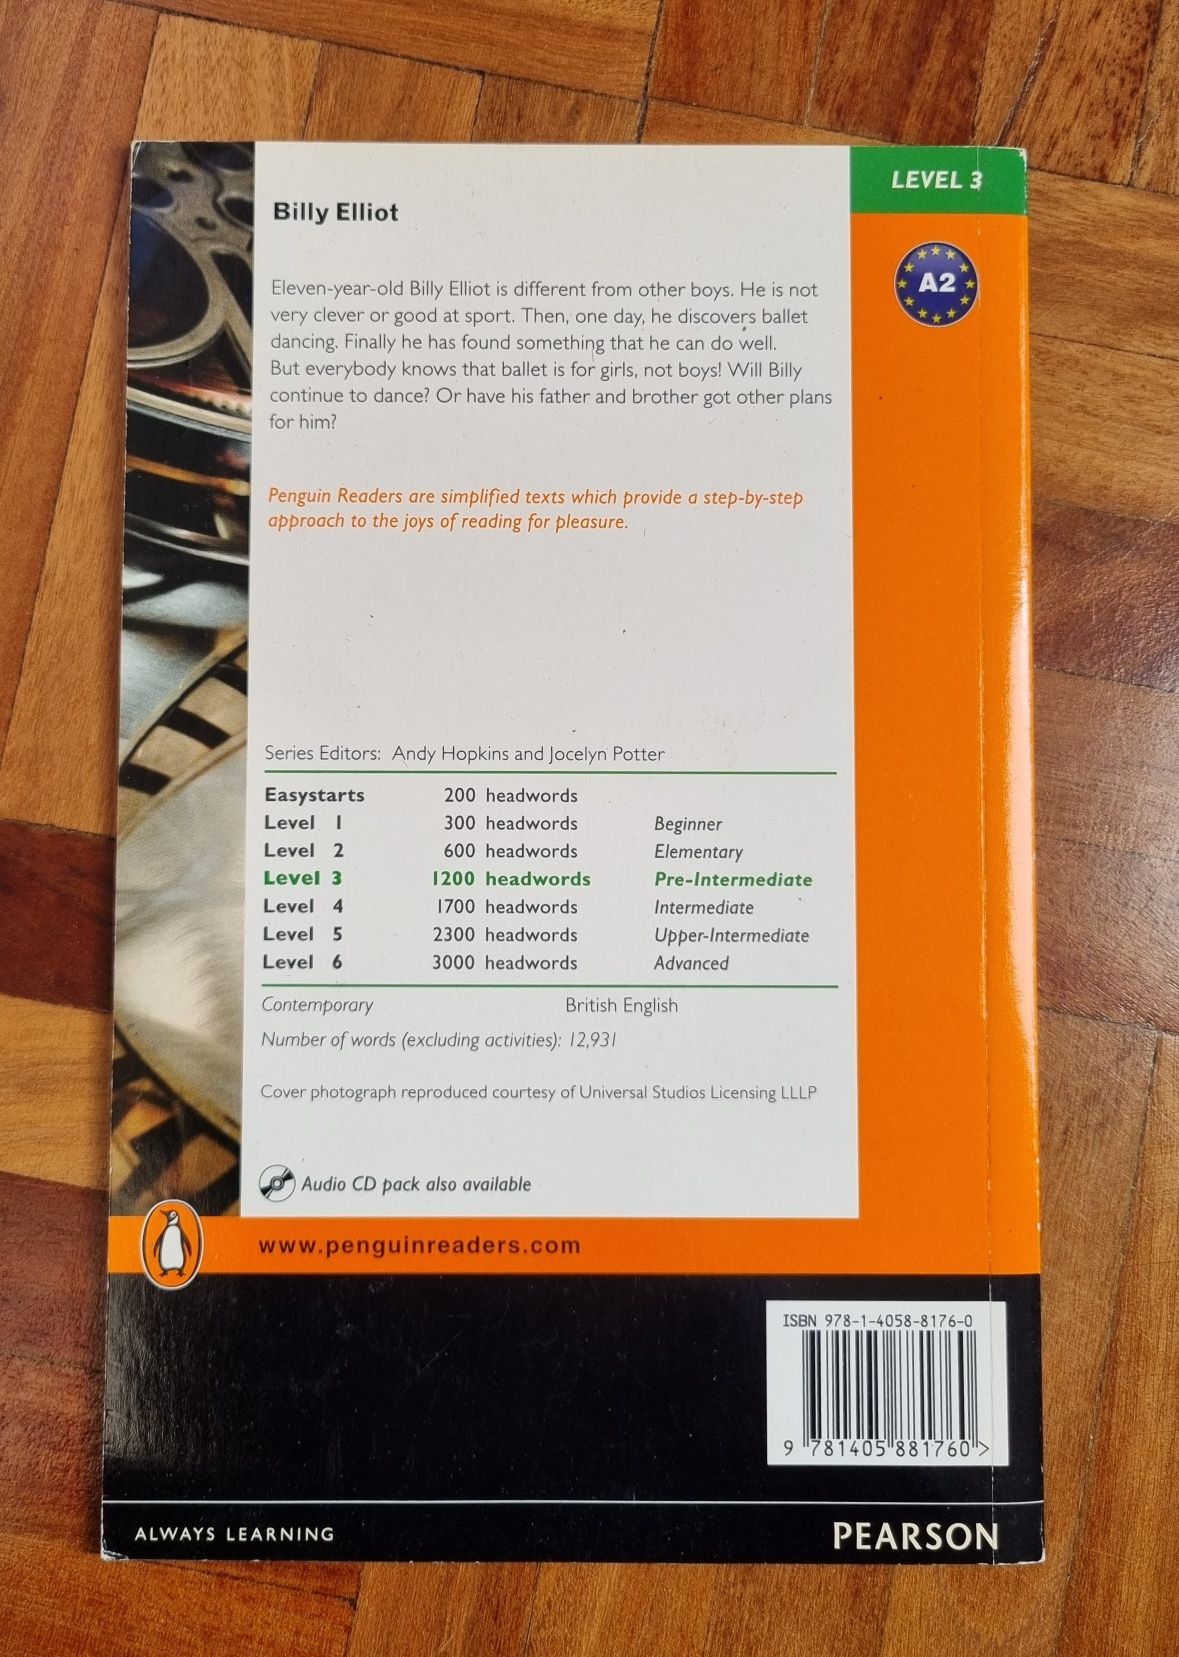 LEVEL 3
A2
Billy Elliot
Eleven-year-old Billy Elliot is different from other boys. He is not
very clever or good at sport. Then, one day, he discovers ballet
dancing. Finally he has found something that he can do well.
But everybody knows that ballet is for girls, not boys! Will Billy
continue to dance? Or have his father and brother got other plans
for him?
Penguin Readers are simplified texts which provide a step-by-step
approach to the joys of reading for pleasure.
Series Editors: Andy Hopkins and Jocelyn Potter
Easystarts 200 headwords
Level 1 300 headwords Beginner
Level 2 600 headwords Elementary
Level 3 1200 headwords Pre-Intermediate
Level 4 1700 headwords Intermediate
Level 5 2300 headwords Upper-Intermediate
Level 6 3000 headwords Advanced
Contemporary British English
Number of words (excluding activities): 12,931
Cover photograph reproduced courtesy of Universal Studios Licensing LLLP
Audio CD pack also available
www.penguinreaders.com
ISBN 978-1-4058-8176-0
9 781405 881760 >
ALWAYS LEARNING
PEARSON